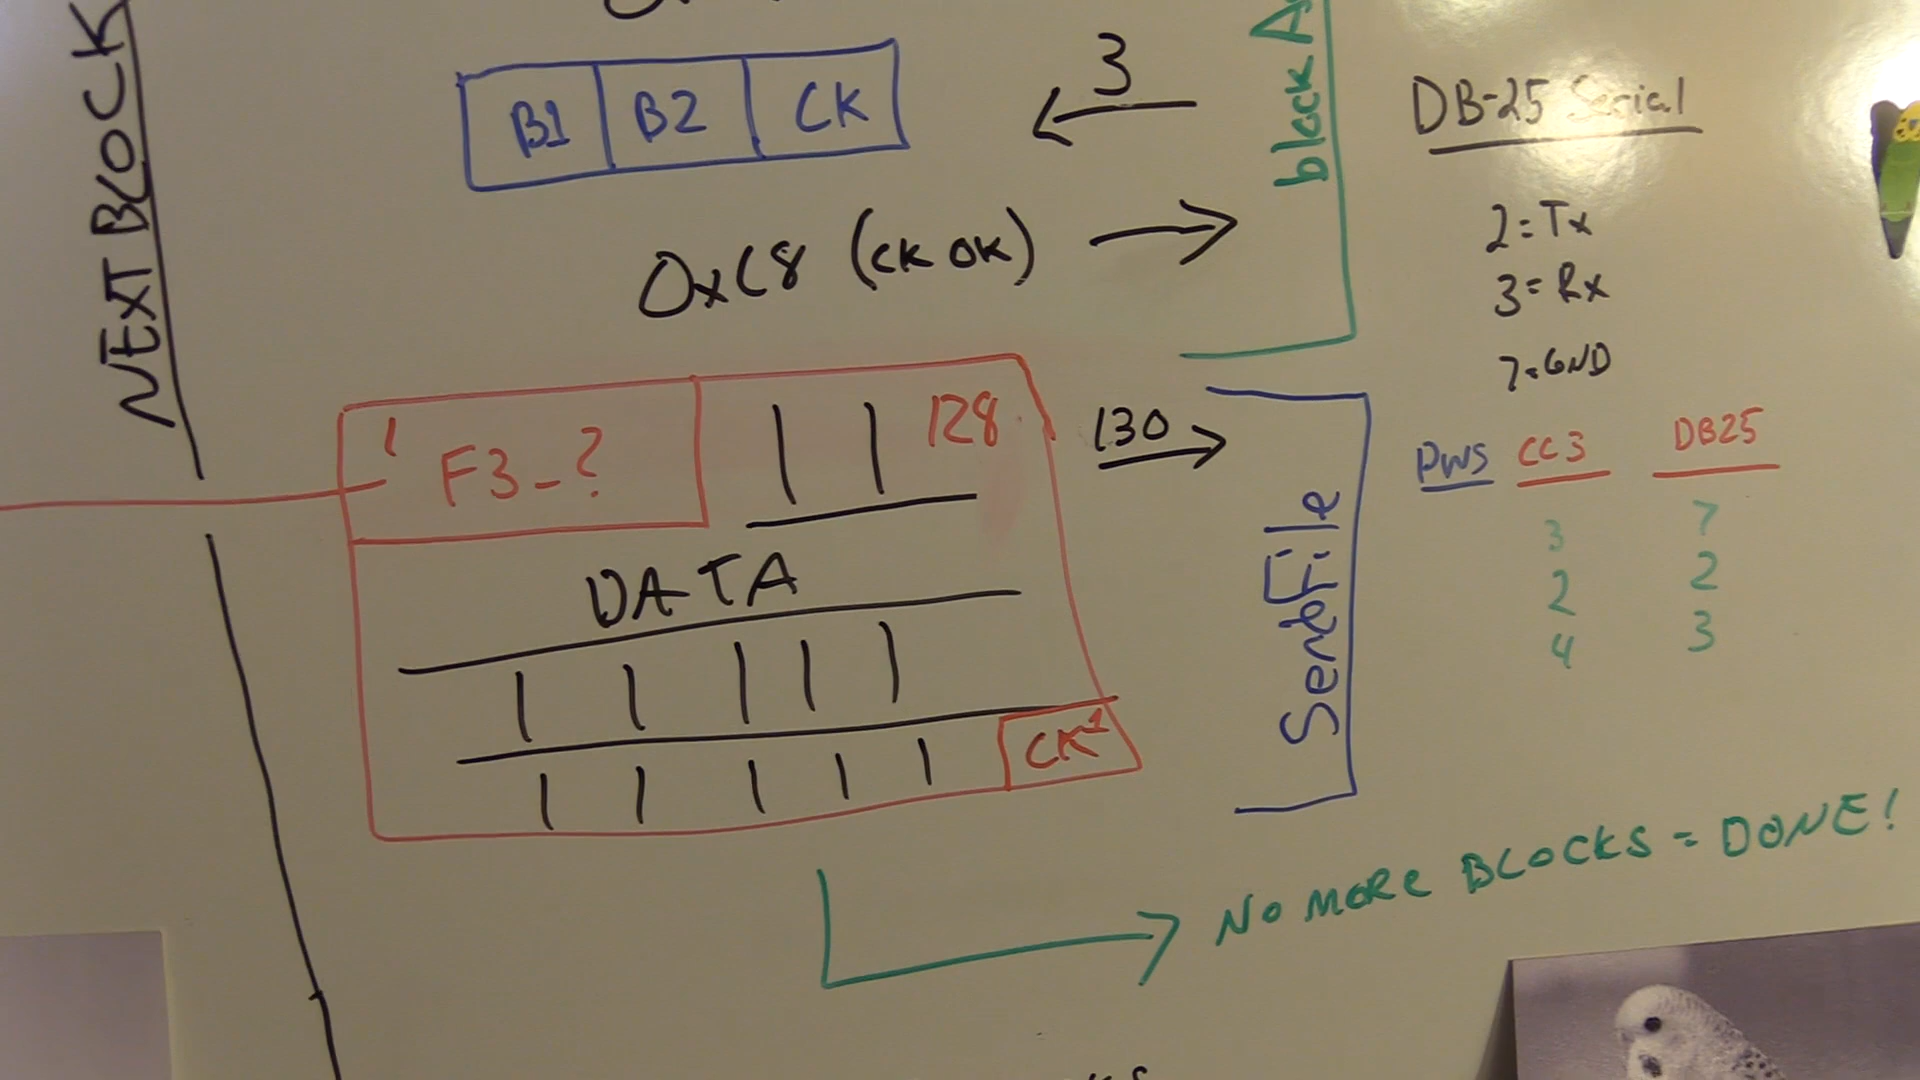 NEXT BLOCK
B1 B2 CK
3
0xC8 (CK OK)
block
1 F3-? 128
130
DATA
CK 1
SendFile
NO MORE BLOCKS = DONE!
DB-25 Serial
2=Tx
3=Rx
7=GND
PWS CC3 DB25
3 7
2 2
4 3